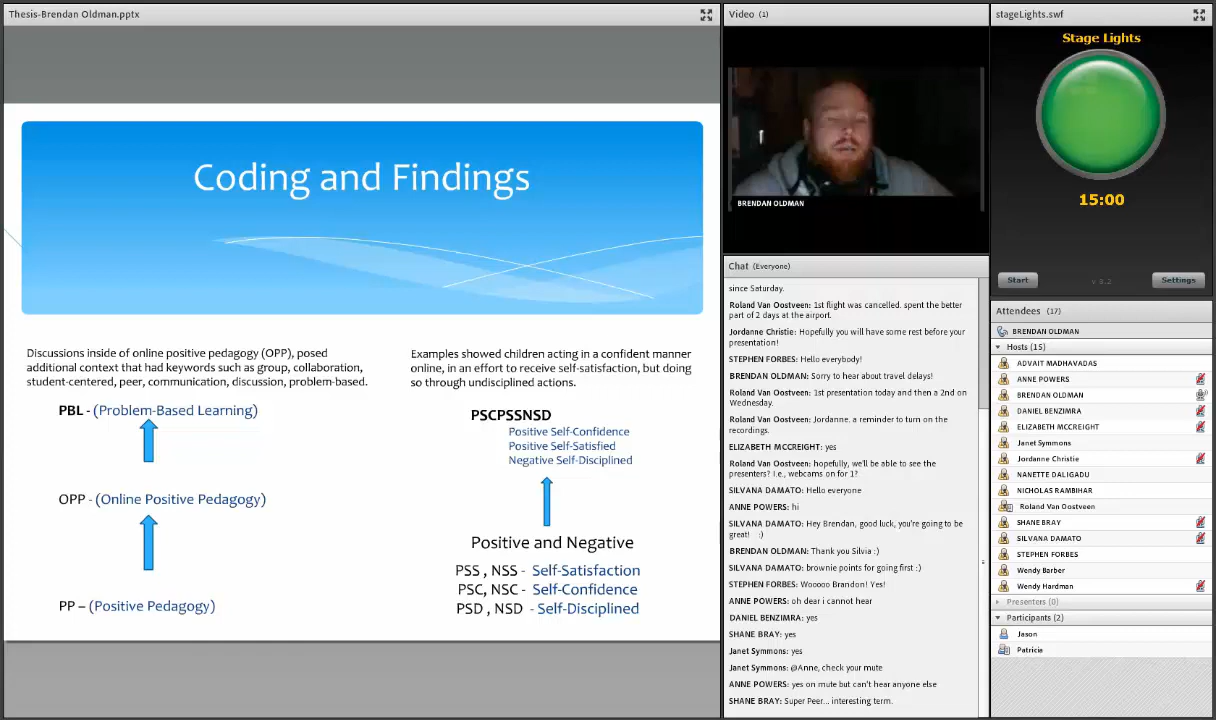 Thesis-Brendan Oldman.pptx
Coding and Findings
Discussions inside of online positive pedagogy (OPP), posed
additional context that had keywords such as group, collaboration,
student-centered, peer, communication, discussion, problem-based.
PBL - (Problem-Based Learning)
OPP - (Online Positive Pedagogy)
PP – (Positive Pedagogy)
Examples showed children acting in a confident manner
online, in an effort to receive self-satisfaction, but doing
so through undisciplined actions.
PSCPSSNSD
Positive Self-Confidence
Positive Self-Satisfied
Negative Self-Disciplined
Positive and Negative
PSS , NSS - Self-Satisfaction
PSC, NSC - Self-Confidence
PSD , NSD - Self-Disciplined
Video (1)
BRENDAN OLDMAN
Chat (Everyone)
since Saturday.
Roland Van Oostveen: 1st flight was cancelled. spent the better
part of 2 days at the airport.
Jordanne Christie: Hopefully you will have some rest before your
presentation!
STEPHEN FORBES: Hello everybody!
BRENDAN OLDMAN: Sorry to hear about travel delays!
Roland Van Oostveen: 1st presentation today and then a 2nd on
Wednesday.
Roland Van Oostveen: Jordanne. a reminder to turn on the
recordings.
ELIZABETH MCCREIGHT: yes
Roland Van Oostveen: hopefully, we'll be able to see the
presenters? I.e., webcams on for 1?
SILVANA DAMATO: Hello everyone
ANNE POWERS: hi
SILVANA DAMATO: Hey Brendan, good luck, you're going to be
great! :)
BRENDAN OLDMAN: Thank you Silvia :)
SILVANA DAMATO: brownie points for going first :)
STEPHEN FORBES: Wooooo Brandon! Yes!
ANNE POWERS: oh dear i cannot hear
DANIEL BENZIMRA: yes
SHANE BRAY: yes
Janet Symmons: yes
Janet Symmons: @Anne, check your mute
ANNE POWERS: yes on mute but can't hear anyone else
SHANE BRAY: Super Peer... interesting term.
stageLights.swf
Stage Lights
15:00
Start
v 3.2
Settings
Attendees (17)
BRENDAN OLDMAN
Hosts (15)
ADVAIT MADHAVADAS
ANNE POWERS
BRENDAN OLDMAN
DANIEL BENZIMRA
ELIZABETH MCCREIGHT
Janet Symmons
Jordanne Christie
NANETTE DALIGADU
NICHOLAS RAMBIHAR
Roland Van Oostveen
SHANE BRAY
SILVANA DAMATO
STEPHEN FORBES
Wendy Barber
Wendy Hardman
Presenters (0)
Participants (2)
Jason
Patricia